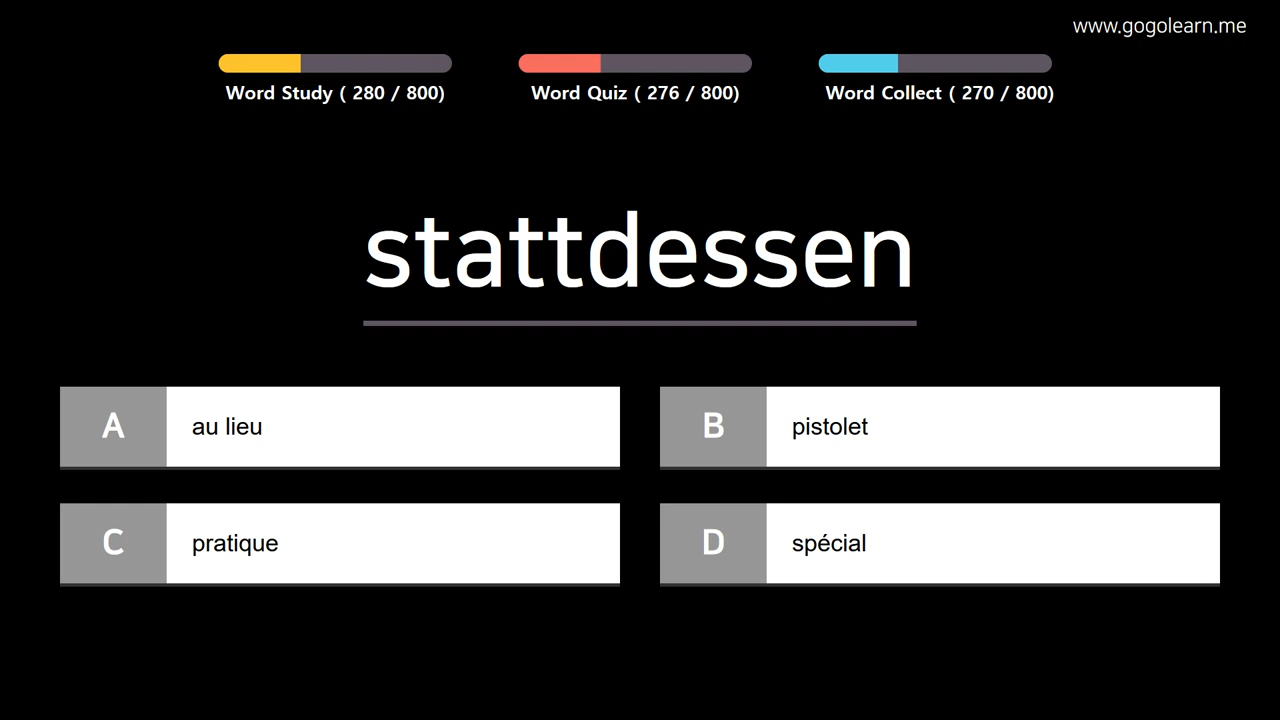 www.gogolearn.me
Word Study ( 280 / 800)
Word Quiz ( 276 / 800)
Word Collect ( 270 / 800)
stattdessen
A au lieu
B pistolet
C pratique
D spécial